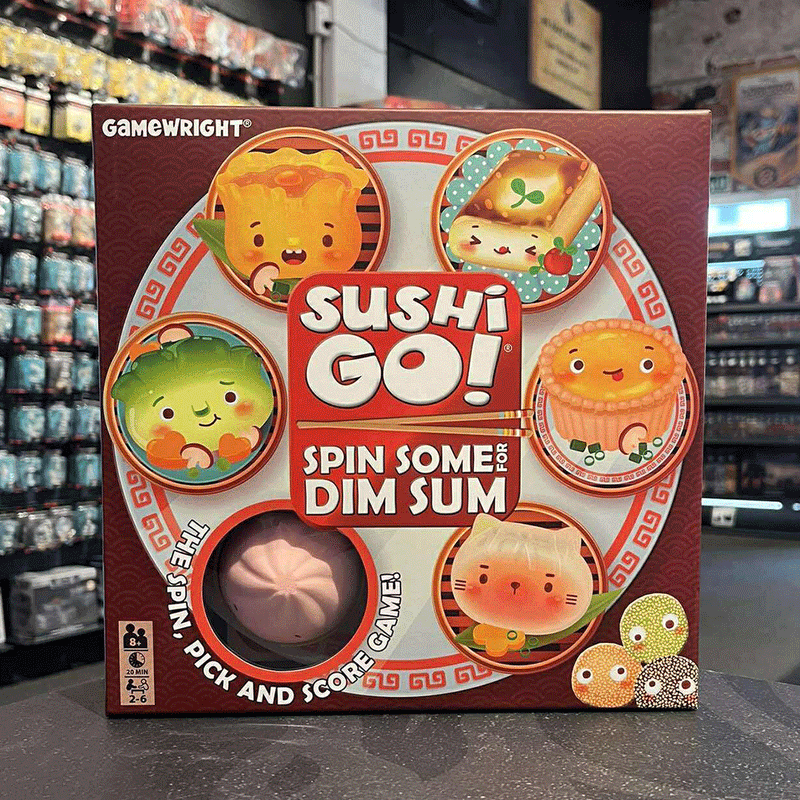 GAMEWRIGHT®
SUSHi
GO!®
SPIN SOME FOR
DIM SUM
THE SPIN, PICK AND SCORE GAME!
8+
20 MIN
2-6